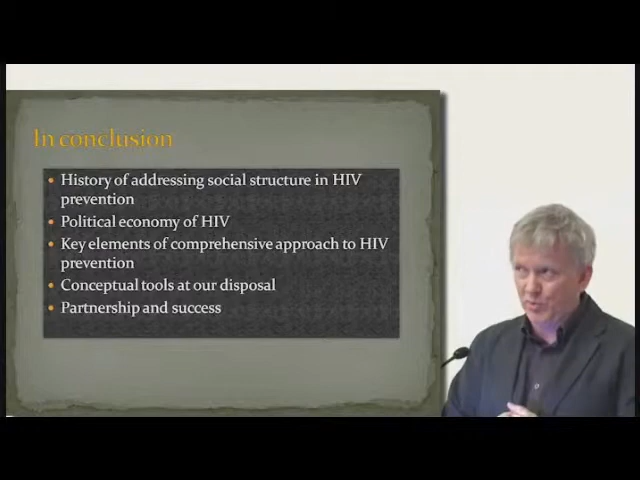 In conclusion
• History of addressing social structure in HIV
prevention
• Political economy of HIV
• Key elements of comprehensive approach to HIV
prevention
• Conceptual tools at our disposal
• Partnership and success